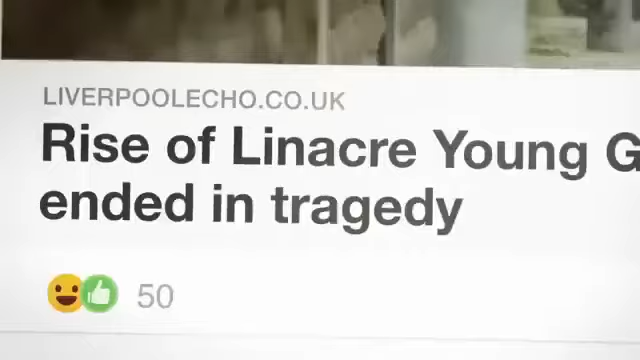 LIVERPOOLECHO.CO.UK
Rise of Linacre Young G
ended in tragedy
50